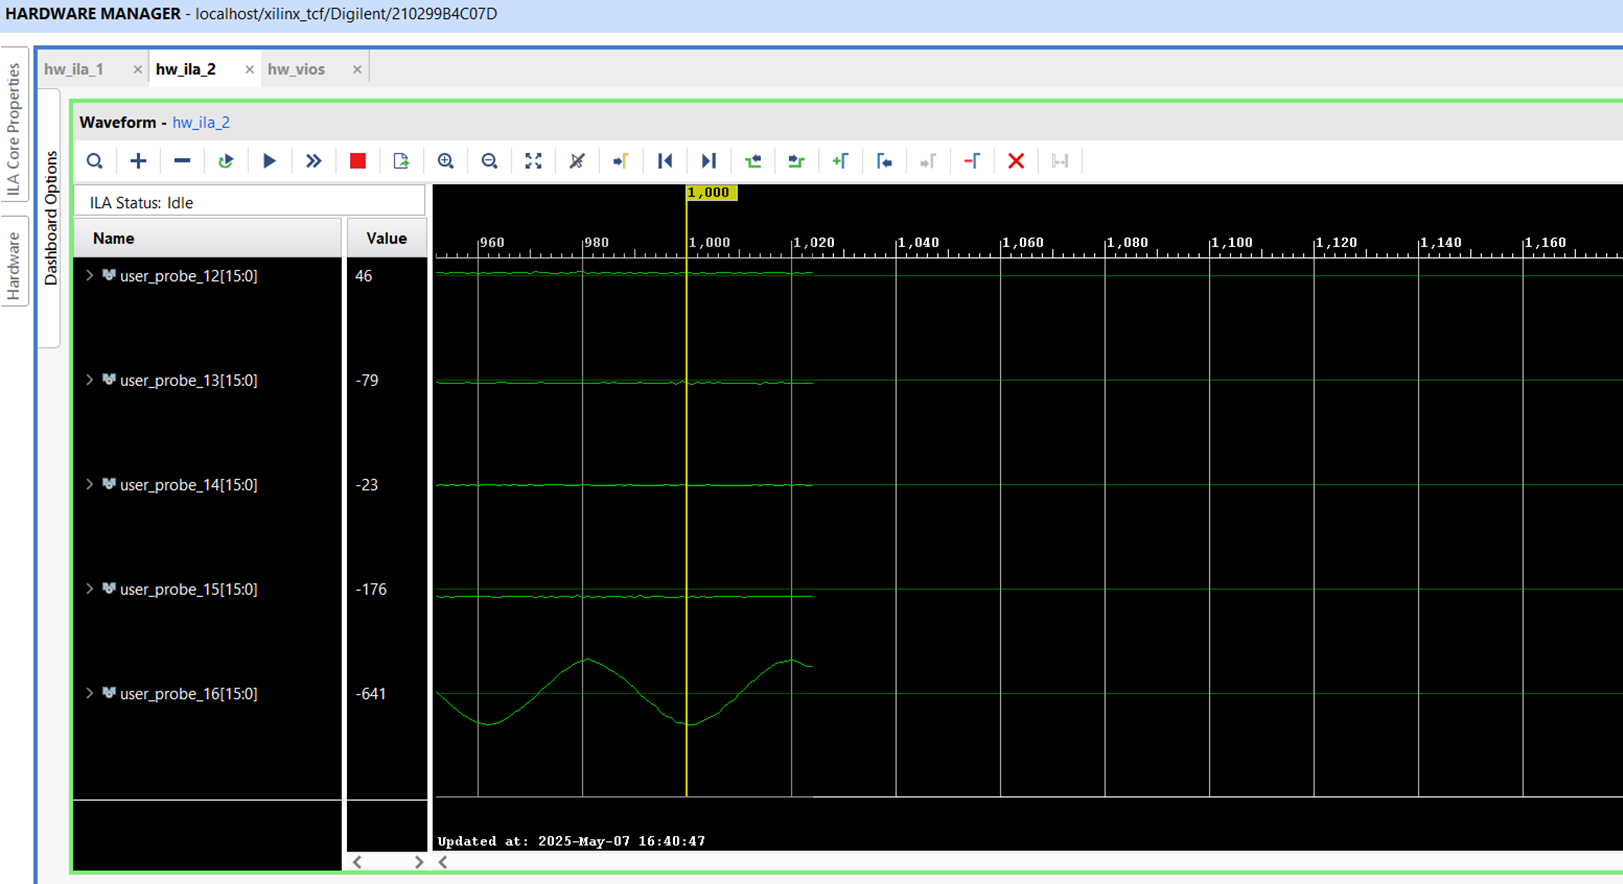 HARDWARE MANAGER - localhost/xilinx_tcf/Digilent/210299B4C07D
ILA Core Properties
Hardware
Dashboard Options
hw_ila_1
hw_ila_2
hw_vios
Waveform - hw_ila_2
ILA Status: Idle
Name Value
1,000
960 980 1,000 1,020 1,040 1,060 1,080 1,100 1,120 1,140 1,160
user_probe_12[15:0] 46
user_probe_13[15:0] -79
user_probe_14[15:0] -23
user_probe_15[15:0] -176
user_probe_16[15:0] -641
Updated at: 2025-May-07 16:40:47